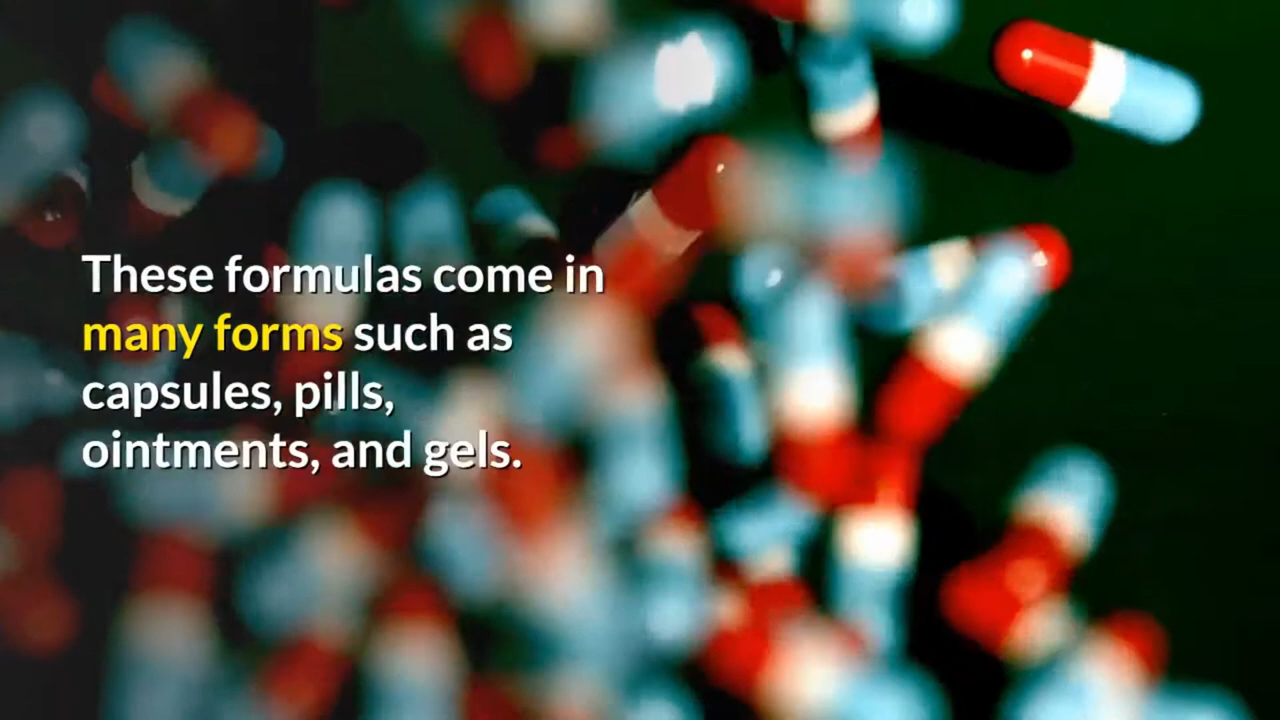 These formulas come in
many forms such as
capsules, pills,
ointments, and gels.